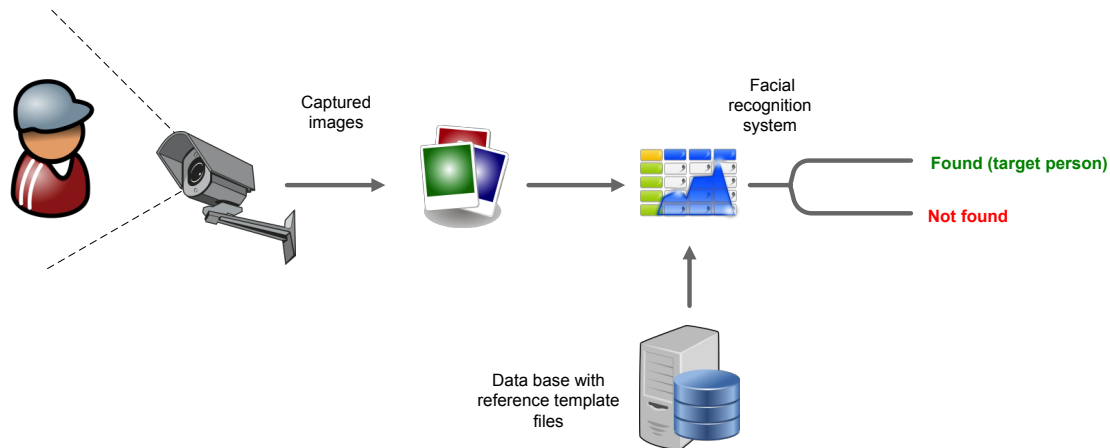 Captured
images
Facial
recognition
system
Found (target person)
Not found
Data base with
reference template
files